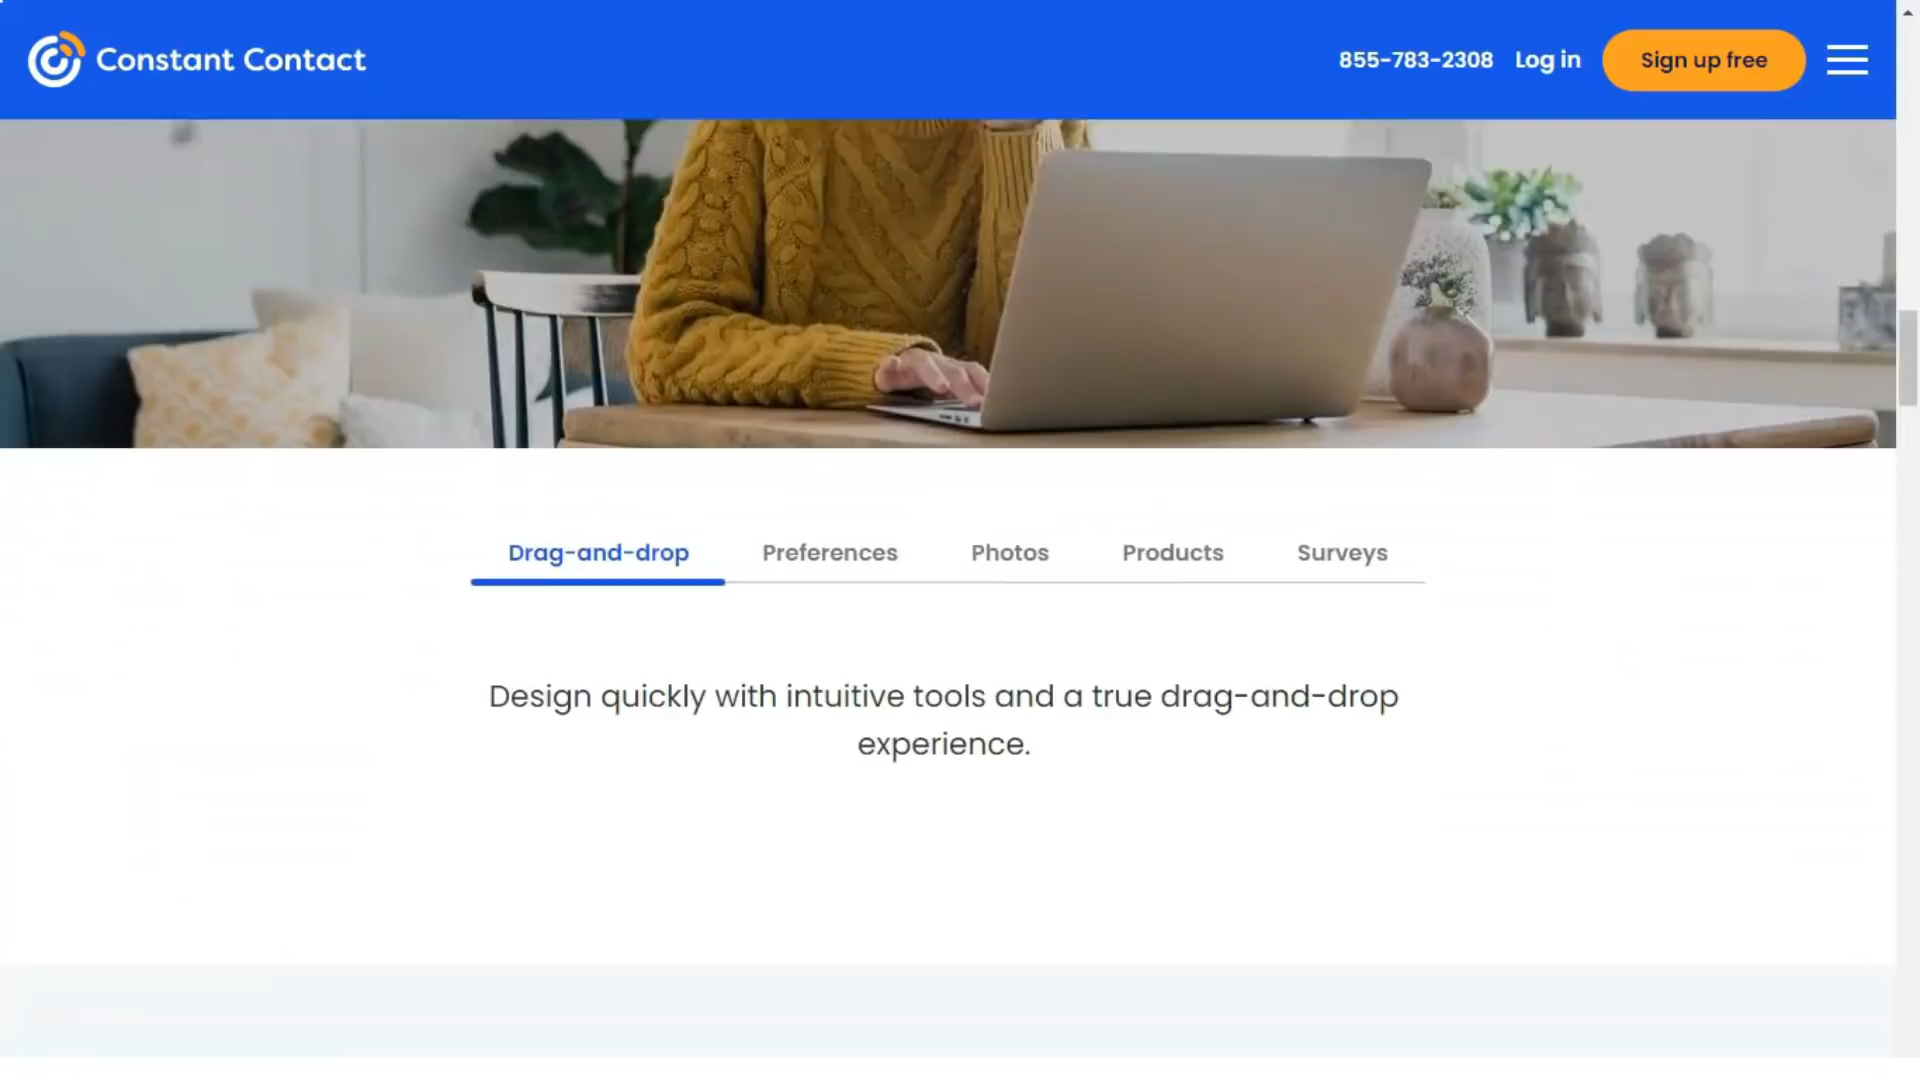 Constant Contact
855-783-2308 Log in Sign up free
Drag-and-drop Preferences Photos Products Surveys
Design quickly with intuitive tools and a true drag-and-drop
experience.